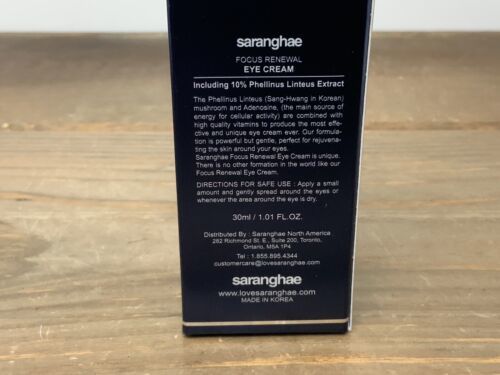 saranghae
FOCUS RENEWAL
EYE CREAM
Including 10% Phellinus Linteus Extract
The Phellinus Linteus (Sang-Hwang in Korean)
mushroom and Adenosine, (the main source of
energy for cellular activity) are combined with
high quality vitamins to produce the most effe-
ctive and unique eye cream ever. Our formula-
tion is powerful but gentle, perfect for rejuvena-
ting the skin around your eyes.
Saranghae Focus Renewal Eye Cream is unique.
There is no other formation in the world like our
Focus Renewal Eye Cream.
DIRECTIONS FOR SAFE USE : Apply a small
amount and gently spread around the eyes or
whenever the area around the eye is dry.
30ml / 1.01 FL.OZ.
Distributed By : Saranghae North America
282 Richmond St. E., Suite 200, Toronto,
Ontario, M5A 1P4
Tel : 1.855.895.4344
customercare@lovesaranghae.com
saranghae
www.lovesaranghae.com
MADE IN KOREA